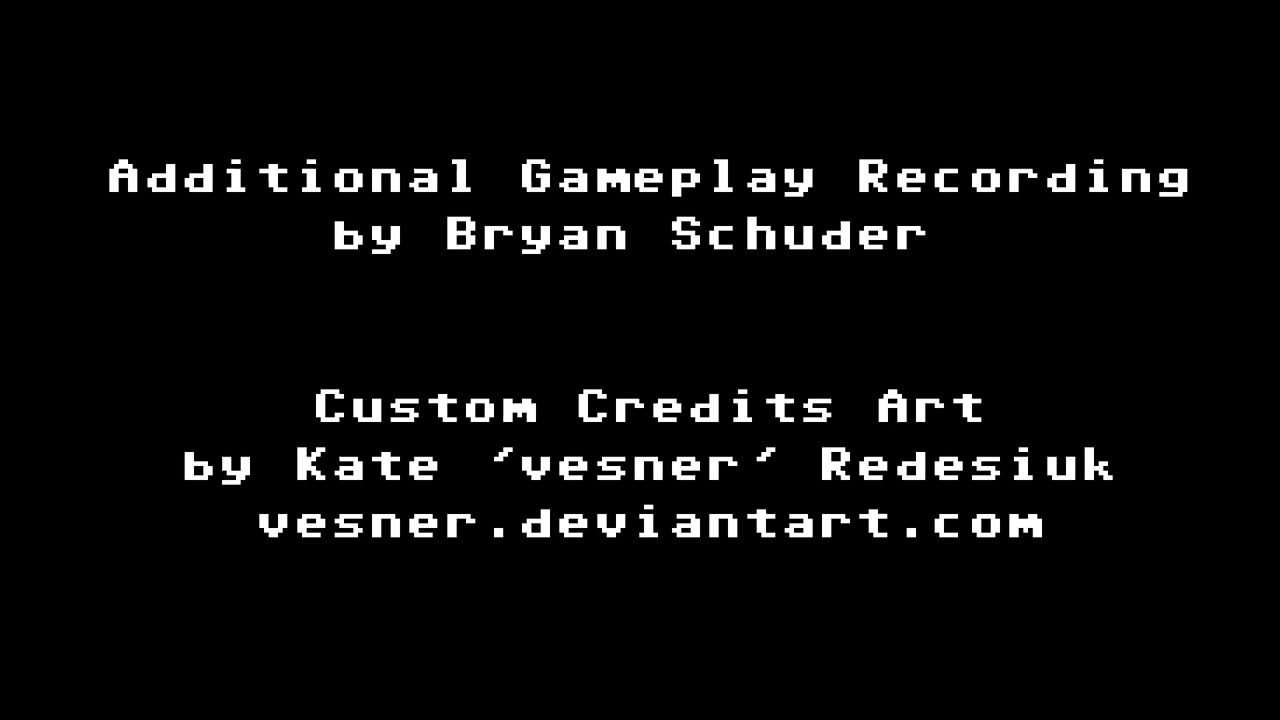 Additional Gameplay Recording
by Bryan Schuder
Custom Credits Art
by Kate 'vesner' Redesiuk
vesner.deviantart.com